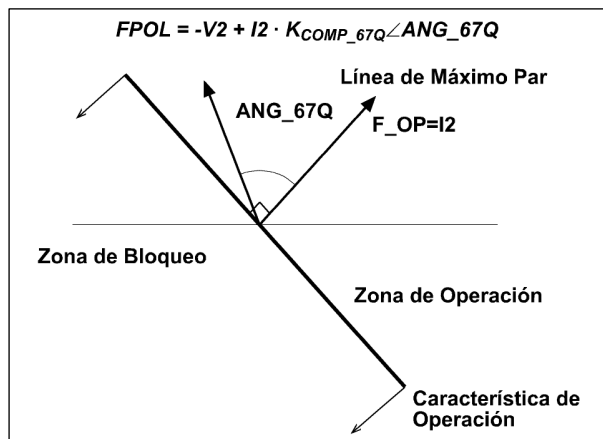 FPOL = -V2 + I2 · K_COMP_67Q∠ANG_67Q
Línea de Máximo Par
ANG_67Q
F_OP=I2
Zona de Bloqueo
Zona de Operación
Característica de
Operación